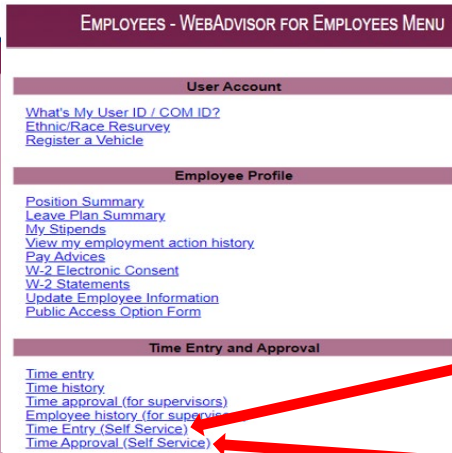 EMPLOYEES - WEBADVISOR FOR EMPLOYEES MENU
User Account
What's My User ID / COM ID?
Ethnic/Race Resurvey
Register a Vehicle
Employee Profile
Position Summary
Leave Plan Summary
My Stipends
View my employment action history
Pay Advices
W-2 Electronic Consent
W-2 Statements
Update Employee Information
Public Access Option Form
Time Entry and Approval
Time entry
Time history
Time approval (for supervisors)
Employee history (for supervisors)
Time Entry (Self Service)
Time Approval (Self Service)